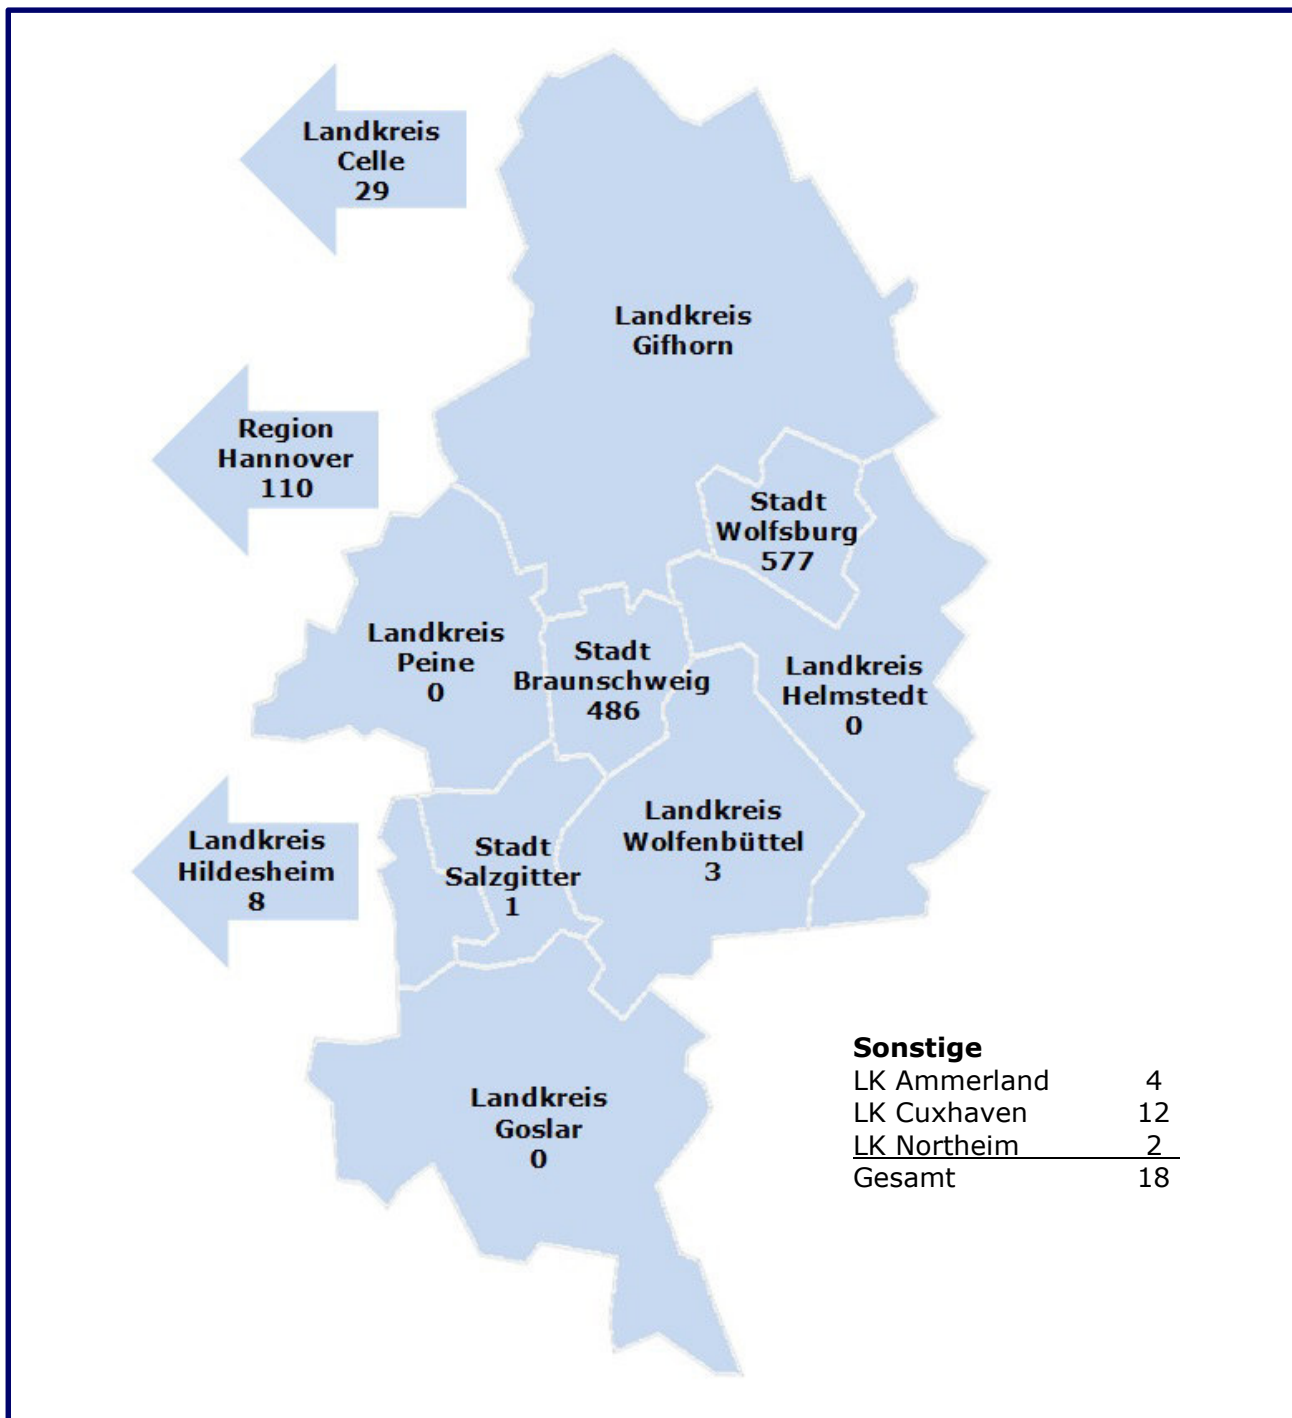 Landkreis
Celle
29
Landkreis
Gifhorn
Region
Hannover
110
Stadt
Wolfsburg
577
Landkreis
Peine
0
Stadt
Braunschweig
486
Landkreis
Helmstedt
0
Landkreis
Hildesheim
8
Stadt
Salzgitter
1
Landkreis
Wolfenbüttel
3
Landkreis
Goslar
0
Sonstige
LK Ammerland 4
LK Cuxhaven 12
LK Northeim 2
Gesamt 18